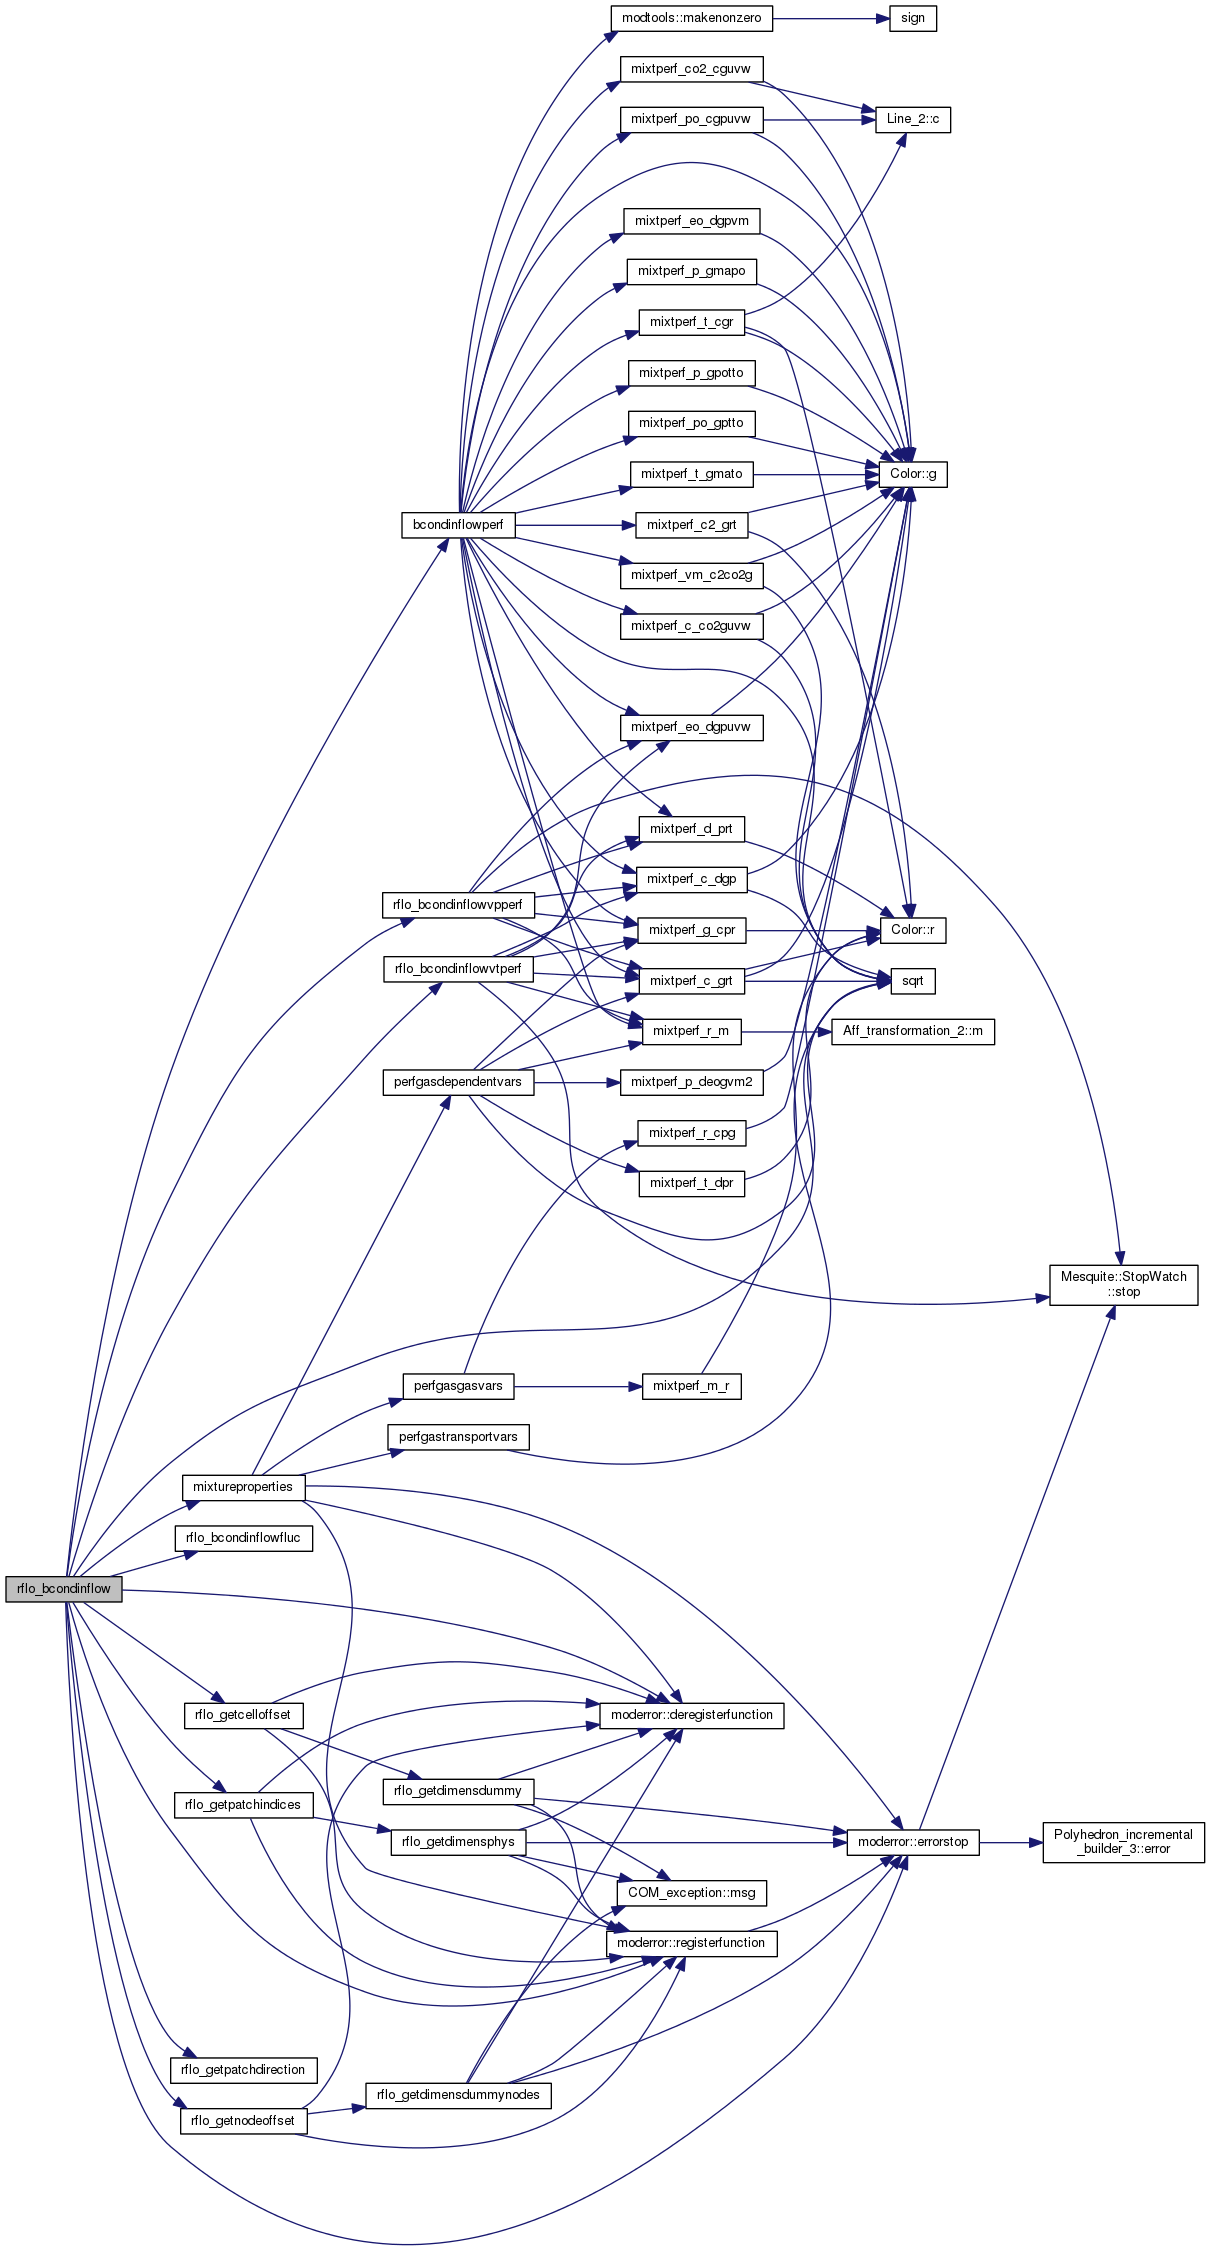 modtools::makenonzero
sign
mixtperf_co2_cguvw
mixtperf_po_cgpuvw
Line_2::c
mixtperf_eo_dgpvm
mixtperf_p_gmapo
mixtperf_t_cgr
mixtperf_p_gpotto
mixtperf_po_gptto
mixtperf_t_gmato
Color::g
bcondinflowperf
mixtperf_c2_grt
mixtperf_vm_c2co2g
mixtperf_c_co2guvw
mixtperf_eo_dgpuvw
mixtperf_d_prt
mixtperf_c_dgp
rflo_bcondinflowvpperf
mixtperf_g_cpr
Color::r
rflo_bcondinflowvtperf
mixtperf_c_grt
sqrt
mixtperf_r_m
Aff_transformation_2::m
perfgasdependentvars
mixtperf_p_deogvm2
mixtperf_r_cpg
mixtperf_t_dpr
Mesquite::StopWatch
::stop
perfgasgasvars
mixtperf_m_r
perfgastransportvars
mixtureproperties
rflo_bcondinflowfluc
rflo_bcondinflow
rflo_getcelloffset
moderror::deregisterfunction
rflo_getdimensdummy
rflo_getpatchindices
rflo_getdimensphys
moderror::errorstop
Polyhedron_incremental
_builder_3::error
COM_exception::msg
moderror::registerfunction
rflo_getpatchdirection
rflo_getdimensdummynodes
rflo_getnodeoffset